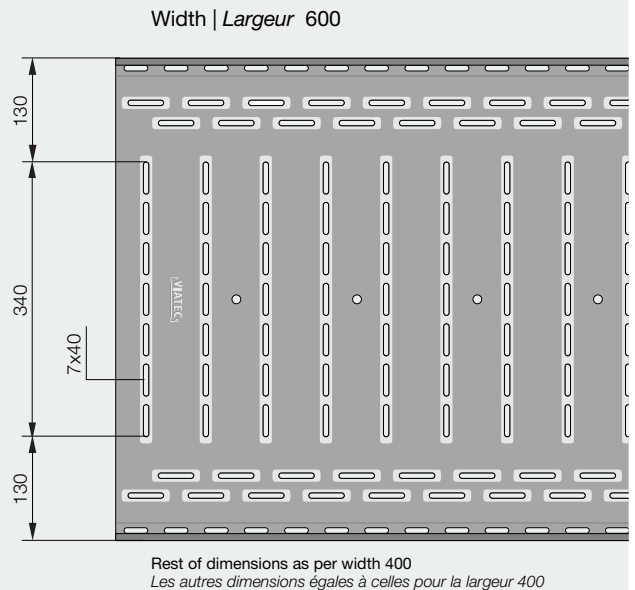 Width | Largeur 600
130
340
7x40
130
VIATEC
Rest of dimensions as per width 400
Les autres dimensions égales à celles pour la largeur 400